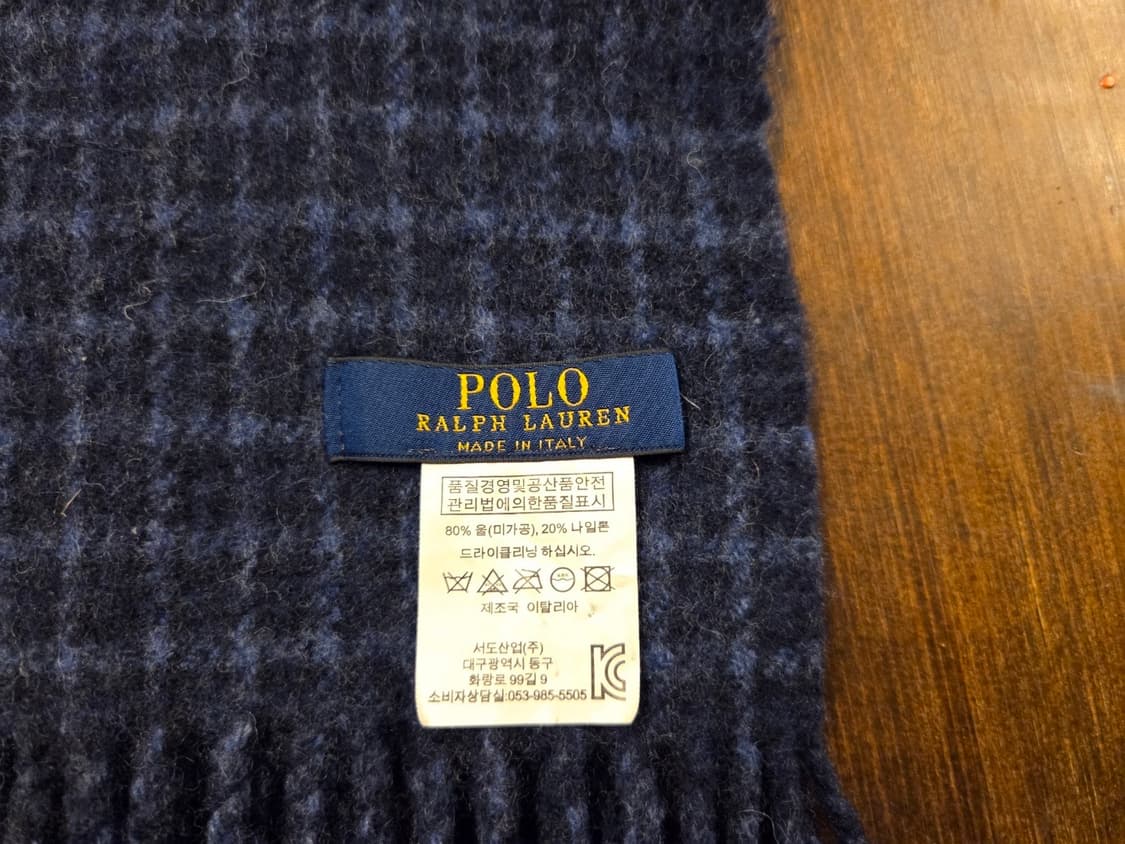 POLO
RALPH LAUREN
MADE IN ITALY
품질경영및공산품안전
관리법에의한품질표시
80% 울(미가공), 20% 나일론
드라이클리닝 하십시오.
제조국 이탈리아
서도산업(주)
대구광역시 동구
화랑로 99길 9
소비자상담실:053-985-5505